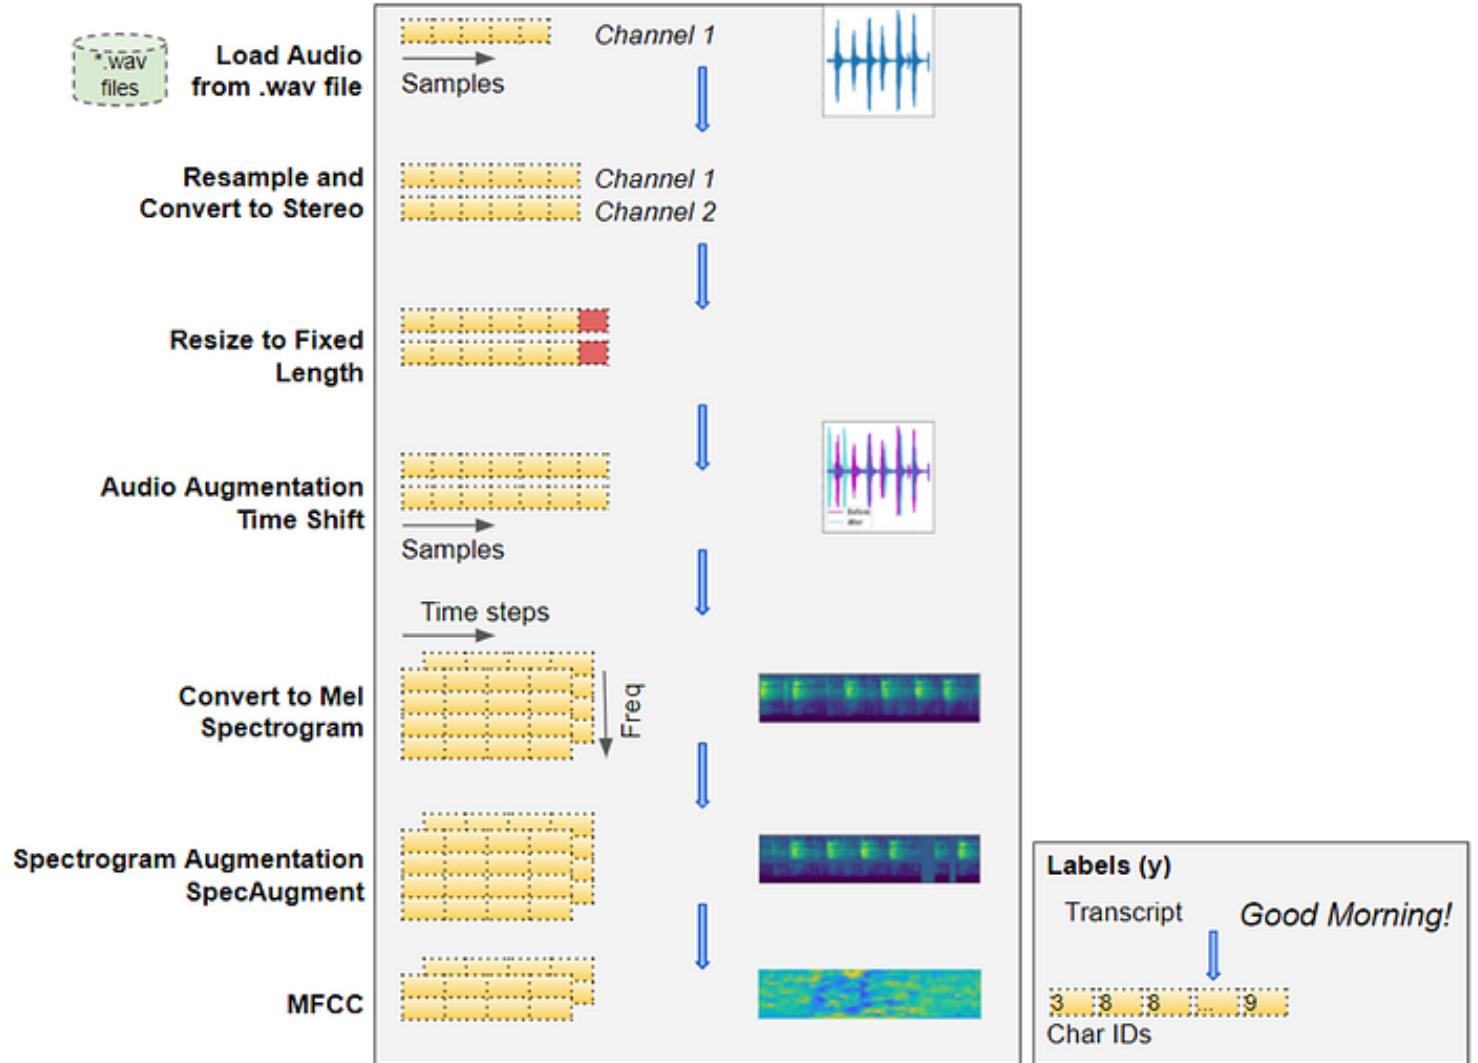 *.wav
files
Load Audio
from .wav file
Channel 1
Samples
Resample and
Convert to Stereo
Channel 1
Channel 2
Resize to Fixed
Length
Audio Augmentation
Time Shift
Samples
Before
After
Time steps
Convert to Mel
Spectrogram
Freq
Spectrogram Augmentation
SpecAugment
MFCC
Labels (y)
Transcript
Good Morning!
3 8 8 ... 9
Char IDs